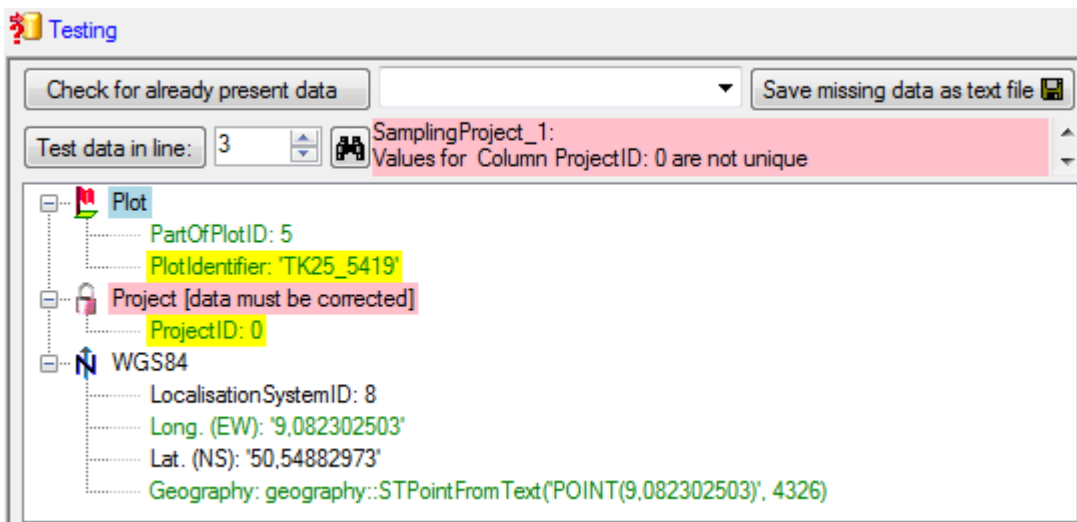 Testing
Check for already present data
Save missing data as text file
Test data in line: 3
SamplingProject_1:
Values for Column ProjectID: 0 are not unique
Plot
PartOfPlotID: 5
PlotIdentifier: 'TK25_5419'
Project [data must be corrected]
ProjectID: 0
WGS84
LocalisationSystemID: 8
Long. (EW): '9,082302503'
Lat. (NS): '50,54882973'
Geography: geography::STPointFromText('POINT(9,082302503)', 4326)